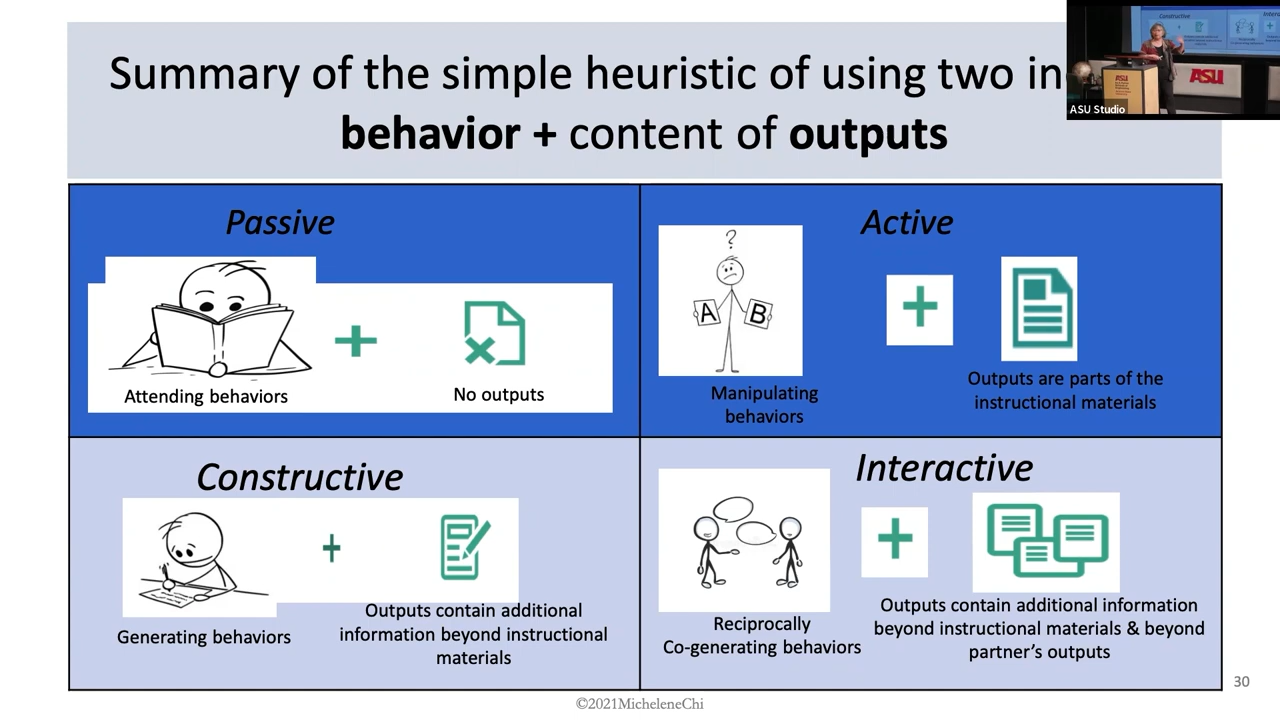 Summary of the simple heuristic of using two in
behavior + content of outputs
ASU
ASU
ASU Studio
Passive
Attending behaviors
+
No outputs
Active
?
A B
Manipulating
behaviors
+
Outputs are parts of the
instructional materials
Constructive
Generating behaviors
+
Outputs contain additional
information beyond instructional
materials
Interactive
Reciprocally
Co-generating behaviors
+
Outputs contain additional information
beyond instructional materials & beyond
partner's outputs
30
©2021MicheleneChi